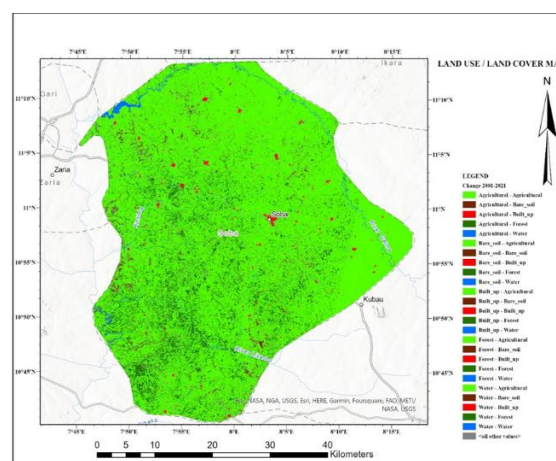 7°45'E 7°50'E 7°55'E 8°0'E 8°5'E 8°10'E 8°15'E
Ikara
LAND USE / LAND COVER MA
N
11°10'N 11°10'N
Gari
11°5'N 11°5'N
Zaria
Zaria
11°N 11°N
Soba
Soba
10°55'N 10°55'N
Kubau
10°50'N 10°50'N
10°45'N 10°45'N
NASA, NGA, USGS, Esri, HERE, Garmin, Foursquare, FAO, METI/
NASA, USGS
7°45'E 7°50'E 7°55'E 8°0'E 8°5'E 8°10'E 8°15'E
0 5 10 20 30 40
Kilometers
LEGEND
Change 2001-2021
Agricultural - Agricultural
Agricultural - Bare_soil
Agricultural - Built_up
Agricultural - Forest
Agricultural - Water
Bare_soil - Agricultural
Bare_soil - Bare_soil
Bare_soil - Built_up
Bare_soil - Forest
Bare_soil - Water
Built_up - Agricultural
Built_up - Bare_soil
Built_up - Built_up
Built_up - Forest
Built_up - Water
Forest - Agricultural
Forest - Bare_soil
Forest - Built_up
Forest - Forest
Forest - Water
Water - Agricultural
Water - Bare_soil
Water - Built_up
Water - Forest
Water - Water
<all other values>